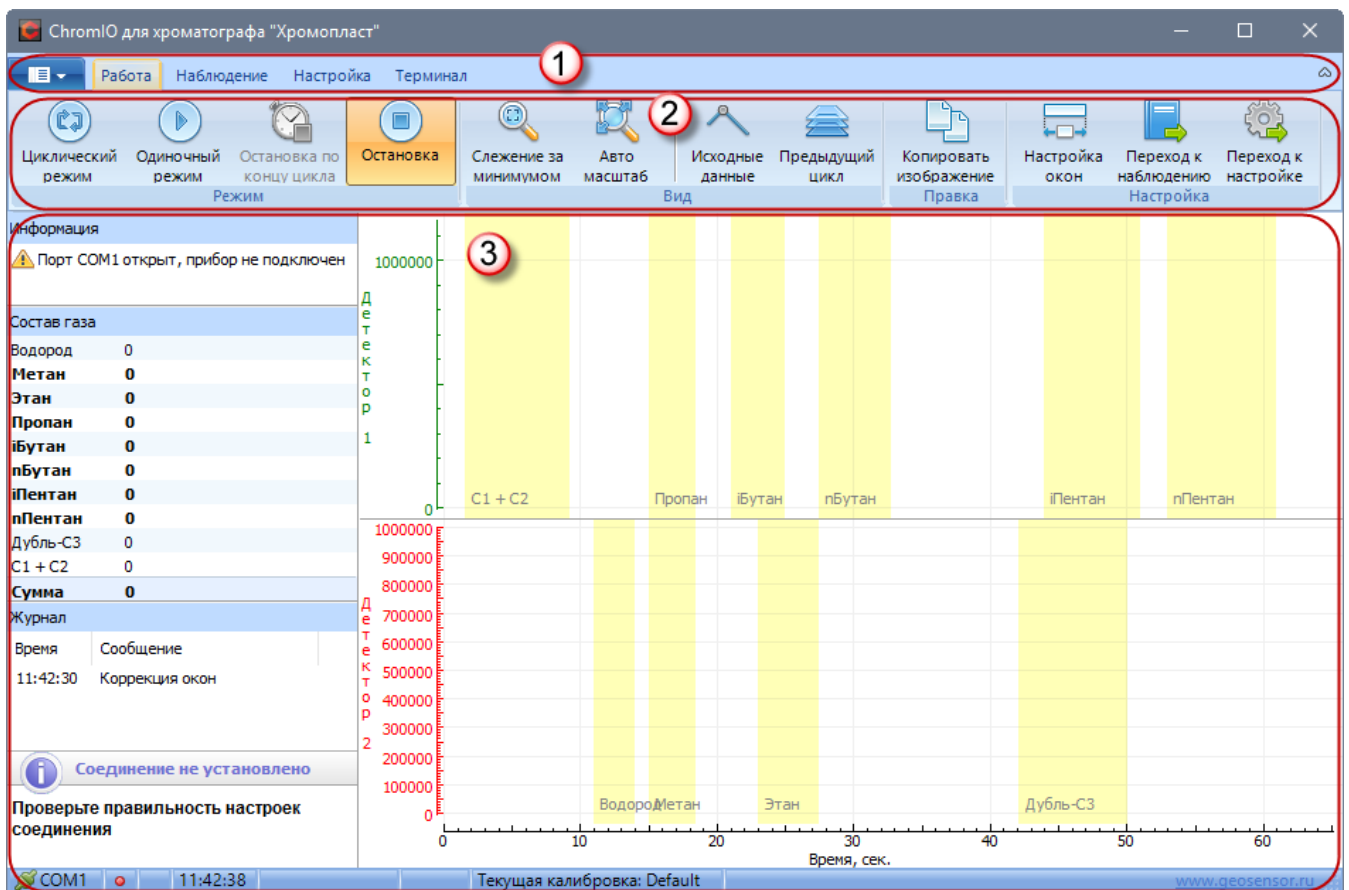 ChromIO для хроматографа "Хромопласт"
Работа Наблюдение Настройка Терминал
1
2
Циклический режим
Одиночный режим
Остановка по концу цикла
Остановка
Слежение за минимумом
Авто масштаб
Исходные данные
Предыдущий цикл
Копировать изображение
Настройка окон
Переход к наблюдению
Переход к настройке
Режим Вид Правка Настройка
3
Информация
Порт COM1 открыт, прибор не подключен
Состав газа
Водород 0
Метан 0
Этан 0
Пропан 0
iБутан 0
nБутан 0
iПентан 0
nПентан 0
Дубль-С3 0
С1 + С2 0
Сумма 0
Журнал
Время Сообщение
11:42:30 Коррекция окон
Соединение не установлено
Проверьте правильность настроек
соединения
Детектор 1
1000000
0
С1 + С2 Пропан iБутан nБутан iПентан nПентан
Детектор 2
1000000
900000
800000
700000
600000
500000
400000
300000
200000
100000
0
Водород Метан Этан Дубль-С3
0 10 20 30 40 50 60
Время, сек.
COM1 11:42:38 Текущая калибровка: Default www.geosensor.ru